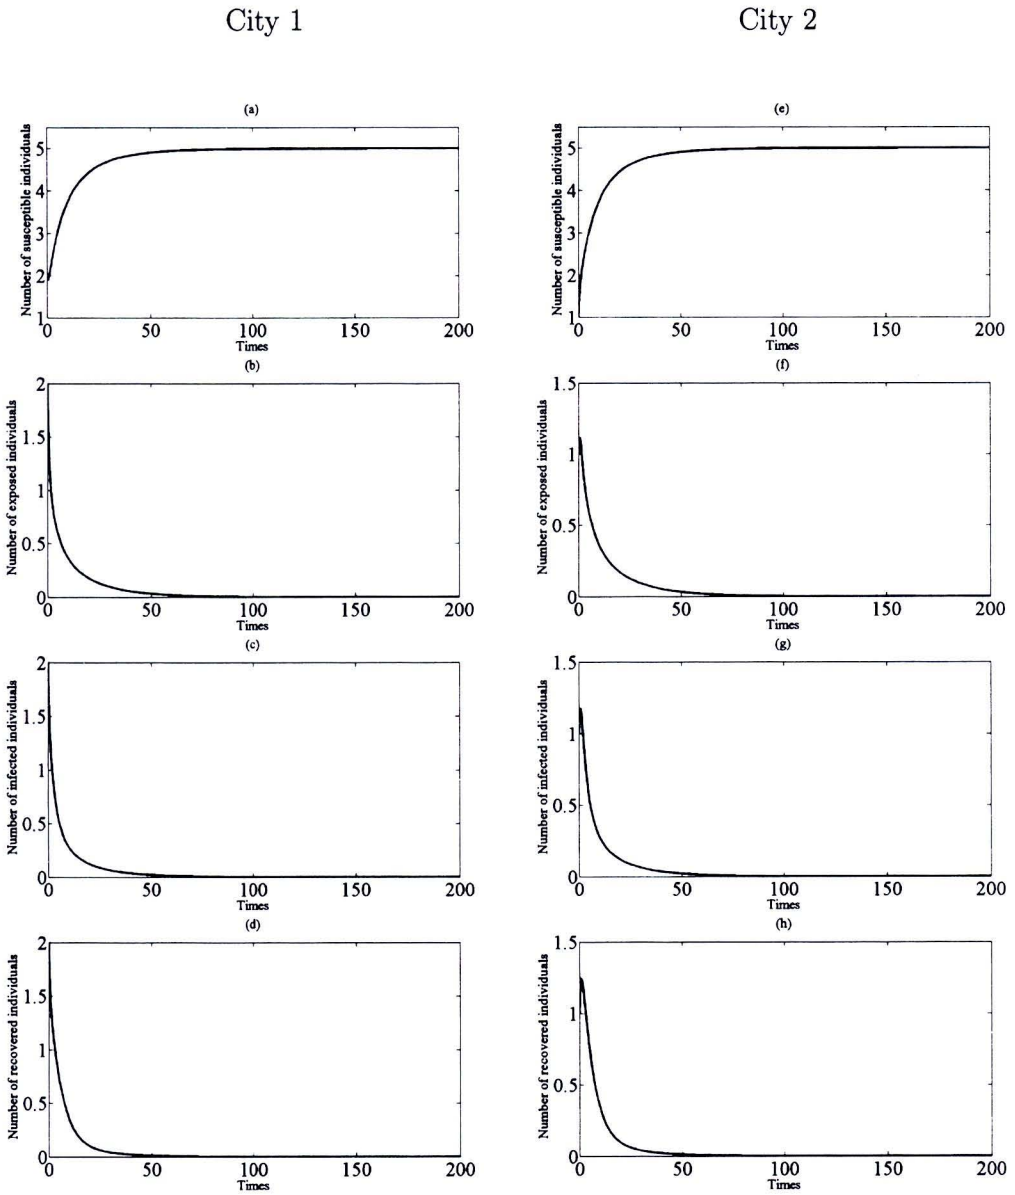 City 1
City 2
(a)
Number of susceptible individuals
5
4
3
2
1
0
50
100
150
200
Times
(e)
Number of susceptible individuals
5
4
3
2
1
0
50
100
150
200
Times
(b)
Number of exposed individuals
2
1.5
1
0.5
0
0
50
100
150
200
Times
(f)
Number of exposed individuals
1.5
1
0.5
0
0
50
100
150
200
Times
(c)
Number of infected individuals
2
1.5
1
0.5
0
0
50
100
150
200
Times
(g)
Number of infected individuals
1.5
1
0.5
0
0
50
100
150
200
Times
(d)
Number of recovered individuals
2
1.5
1
0.5
0
0
50
100
150
200
Times
(h)
Number of recovered individuals
1.5
1
0.5
0
0
50
100
150
200
Times